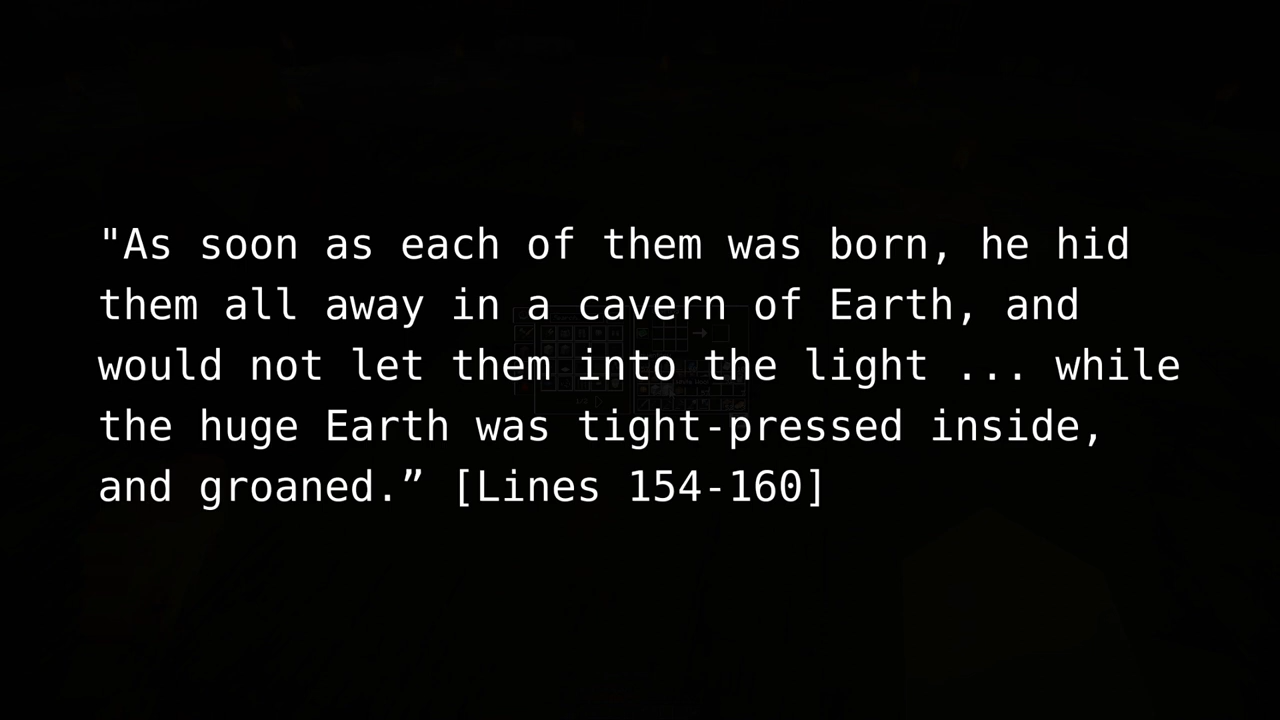 "As soon as each of them was born, he hid
them all away in a cavern of Earth, and
would not let them into the light ... while
the huge Earth was tight-pressed inside,
and groaned.” [Lines 154-160]